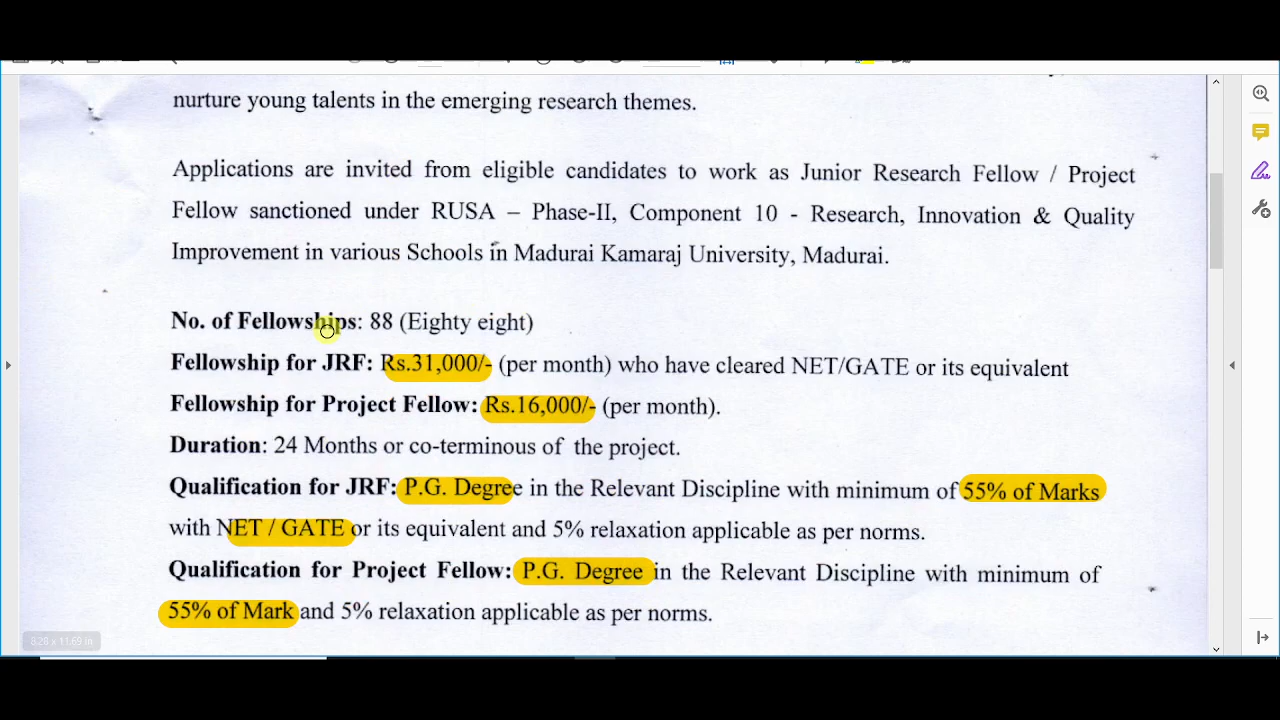 nurture young talents in the emerging research themes.
Applications are invited from eligible candidates to work as Junior Research Fellow / Project
Fellow sanctioned under RUSA – Phase-II, Component 10 - Research, Innovation & Quality
Improvement in various Schools in Madurai Kamaraj University, Madurai.
No. of Fellowships: 88 (Eighty eight)
Fellowship for JRF: Rs.31,000/- (per month) who have cleared NET/GATE or its equivalent
Fellowship for Project Fellow: Rs.16,000/- (per month).
Duration: 24 Months or co-terminous of the project.
Qualification for JRF: P.G. Degree in the Relevant Discipline with minimum of 55% of Marks
with NET / GATE or its equivalent and 5% relaxation applicable as per norms.
Qualification for Project Fellow: P.G. Degree in the Relevant Discipline with minimum of
55% of Mark and 5% relaxation applicable as per norms.
8.28 x 11.69 in